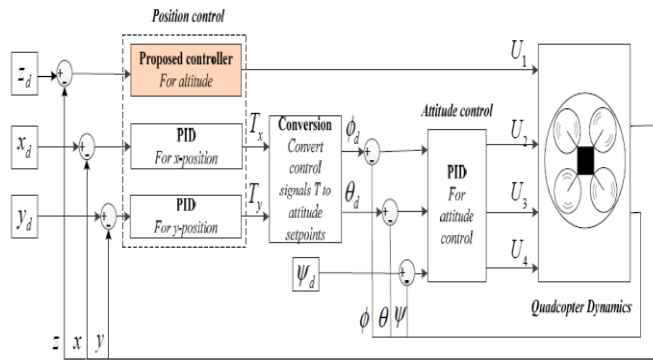 Position control
Proposed controller
For altitude
z_d
U_1
x_d
PID
For x-position
T_x
Conversion
Convert
control
signals T to
attitude
setpoints
ϕ_d
Attitude control
U_2
y_d
PID
For y-position
T_y
θ_d
PID
For
attitude
control
U_3
ψ_d
U_4
Quadcopter Dynamics
z x y
ϕ θ ψ